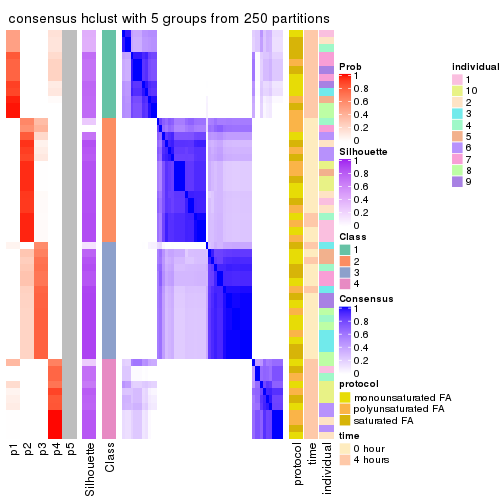 consensus hclust with 5 groups from 250 partitions
p1
p2
p3
p4
p5
Silhouette
Class
protocol
time
individual
Prob
1
0.8
0.6
0.4
0.2
0
Silhouette
1
0.8
0.6
0.4
0.2
0
Class
1
2
3
4
Consensus
1
0.8
0.6
0.4
0.2
0
protocol
monounsaturated FA
polyunsaturated FA
saturated FA
time
0 hour
4 hours
individual
1
10
2
3
4
5
6
7
8
9